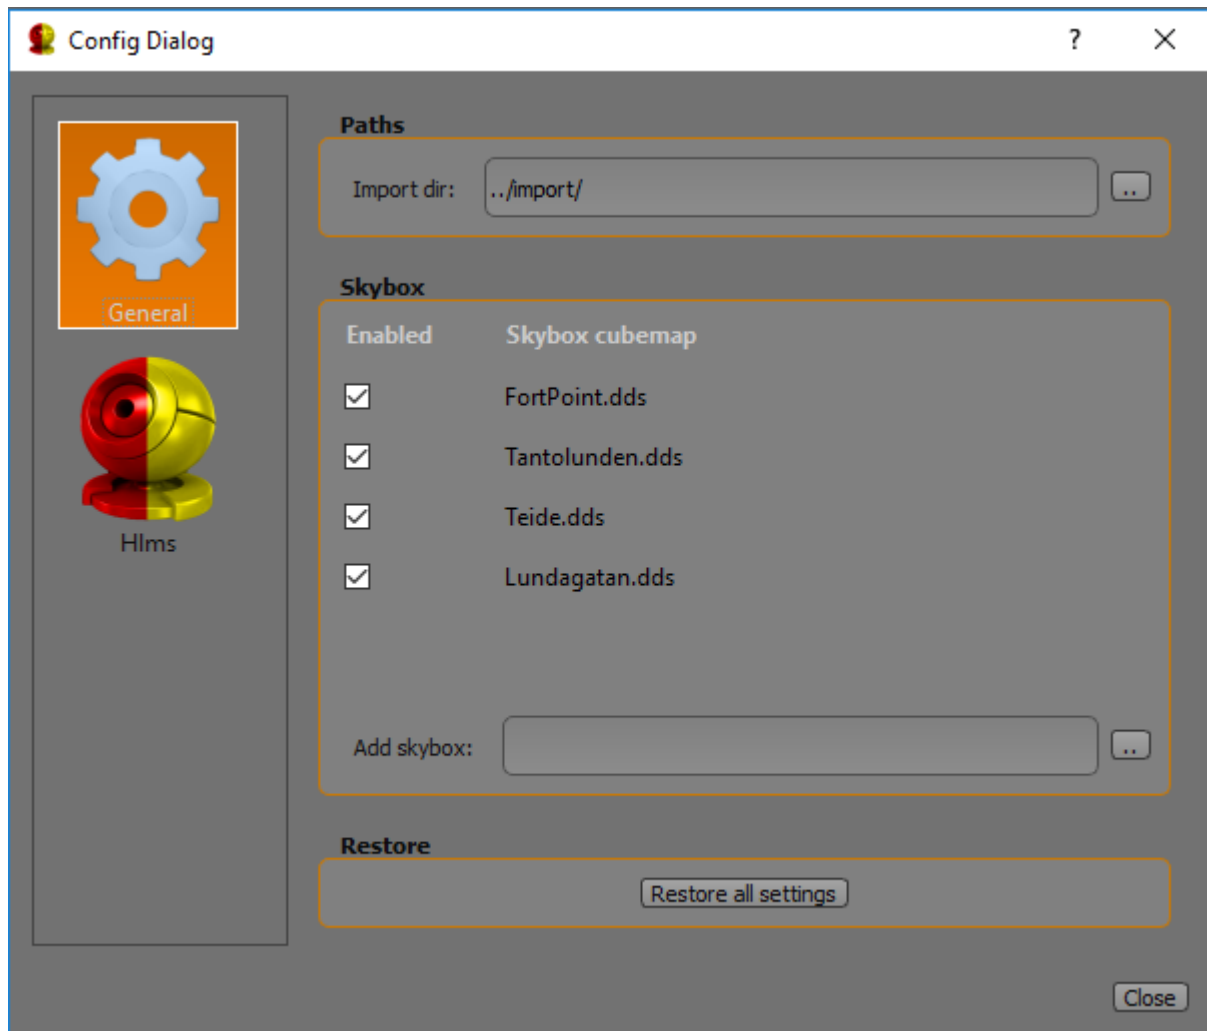 Config Dialog
?
Paths
Import dir: ../import/ ..
General
Skybox
Enabled Skybox cubemap
FortPoint.dds
Tantolunden.dds
Teide.dds
Lundagatan.dds
Hlms
Add skybox: ..
Restore
Restore all settings
Close